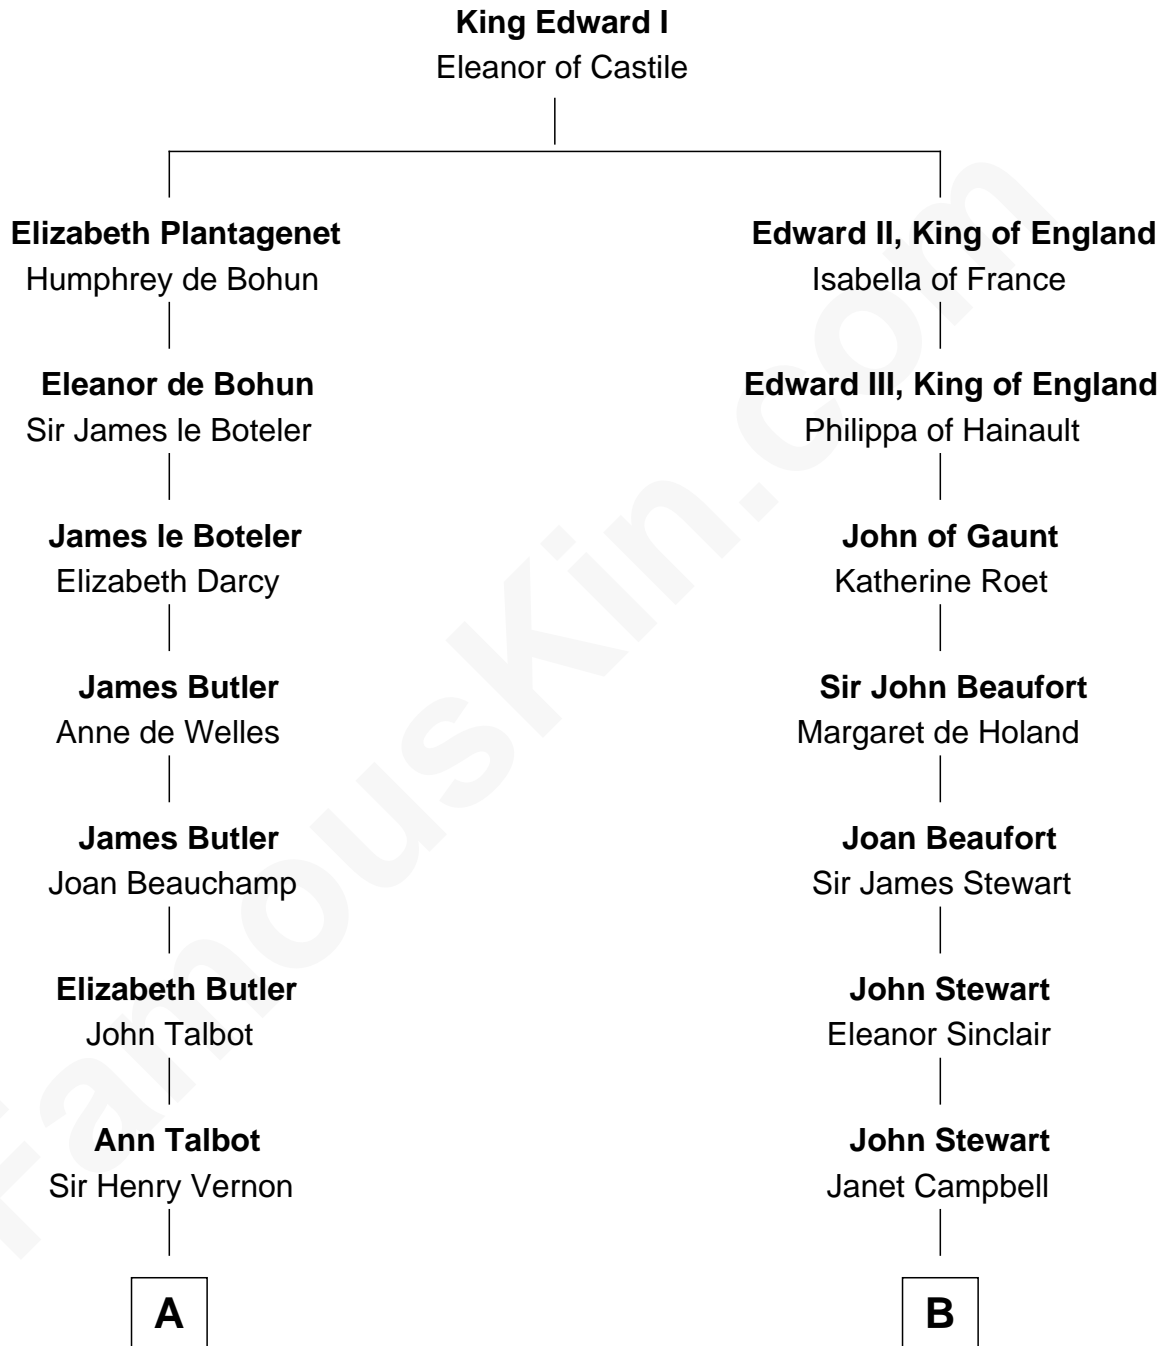 King Edward I
Eleanor of Castile
Elizabeth Plantagenet
Humphrey de Bohun
Edward II, King of England
Isabella of France
Eleanor de Bohun
Sir James le Boteler
Edward III, King of England
Philippa of Hainault
James le Boteler
Elizabeth Darcy
John of Gaunt
Katherine Roet
James Butler
Anne de Welles
Sir John Beaufort
Margaret de Holand
James Butler
Joan Beauchamp
Joan Beaufort
Sir James Stewart
Elizabeth Butler
John Talbot
John Stewart
Eleanor Sinclair
Ann Talbot
Sir Henry Vernon
John Stewart
Janet Campbell
A
B
FamousKin.com